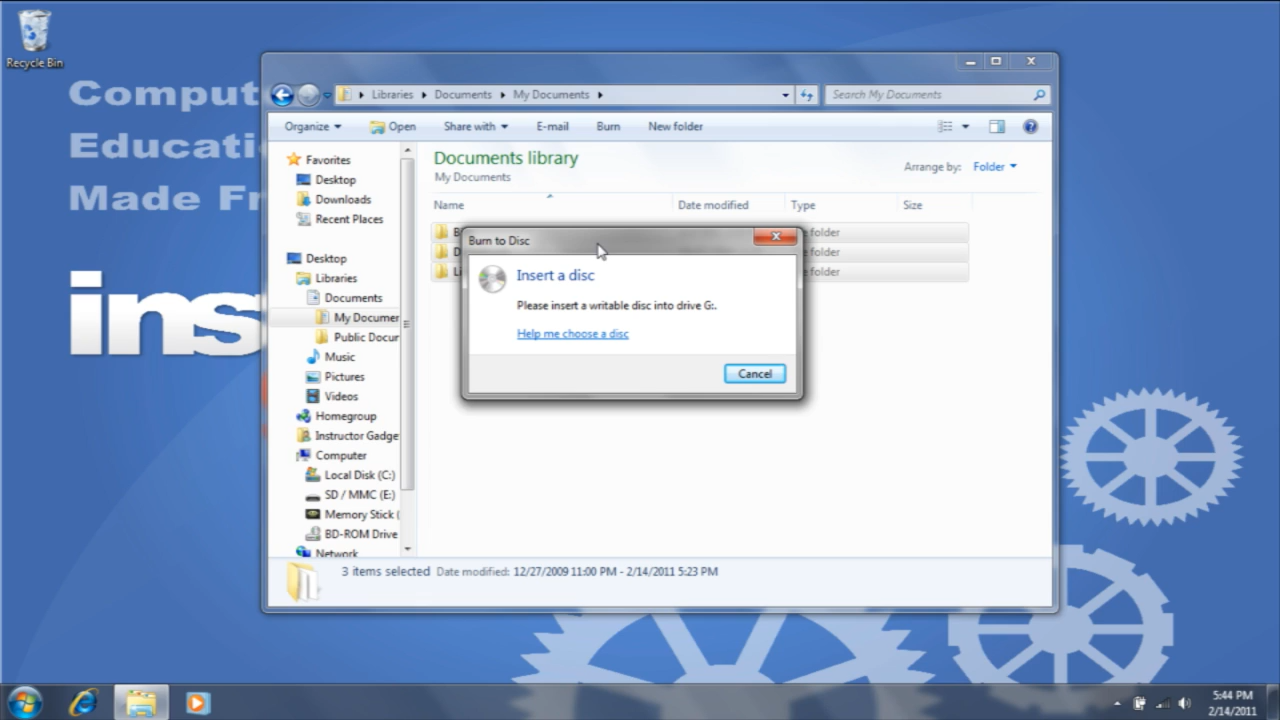 Recycle Bin
Comput
Educati
Made Fr
ins
Libraries
Documents
My Documents
Search My Documents
Organize
Open
Share with
E-mail
Burn
New folder
Favorites
Desktop
Downloads
Recent Places
Desktop
Libraries
Documents
My Documer
Public Docur
Music
Pictures
Videos
Homegroup
Instructor Gadge
Computer
Local Disk (C:)
SD / MMC (E:)
Memory Stick (
BD-ROM Drive
Network
Documents library
My Documents
Arrange by: Folder
Name
Date modified
Type
Size
B
e folder
D
e folder
Li
e folder
Burn to Disc
Insert a disc
Please insert a writable disc into drive G:.
Help me choose a disc
Cancel
3 items selected Date modified: 12/27/2009 11:00 PM - 2/14/2011 5:23 PM
5:44 PM
2/14/2011